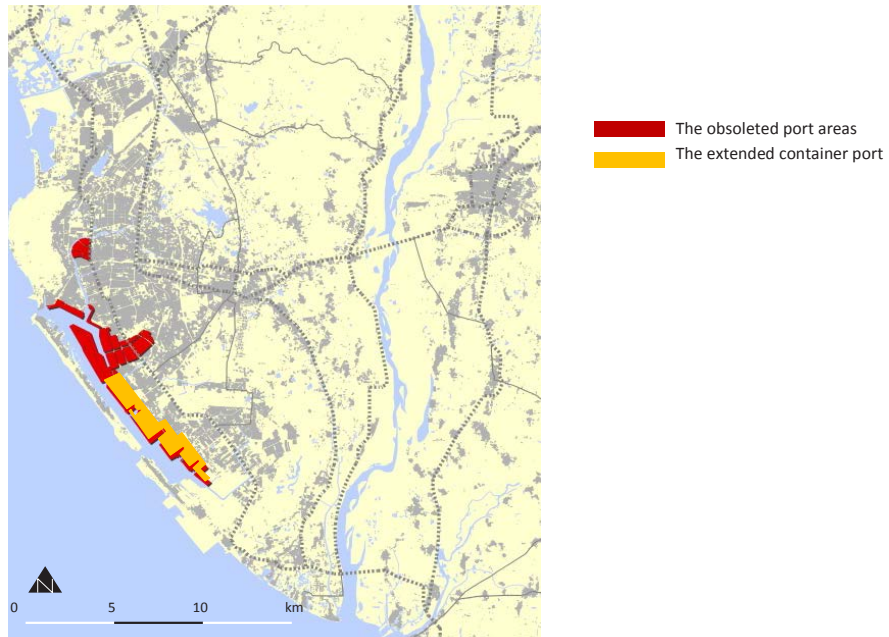 The obsoleted port areas
The extended container port
N
0 5 10 km